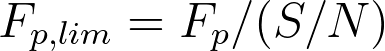 $F_{p,lim} = F_p/(S/N)$